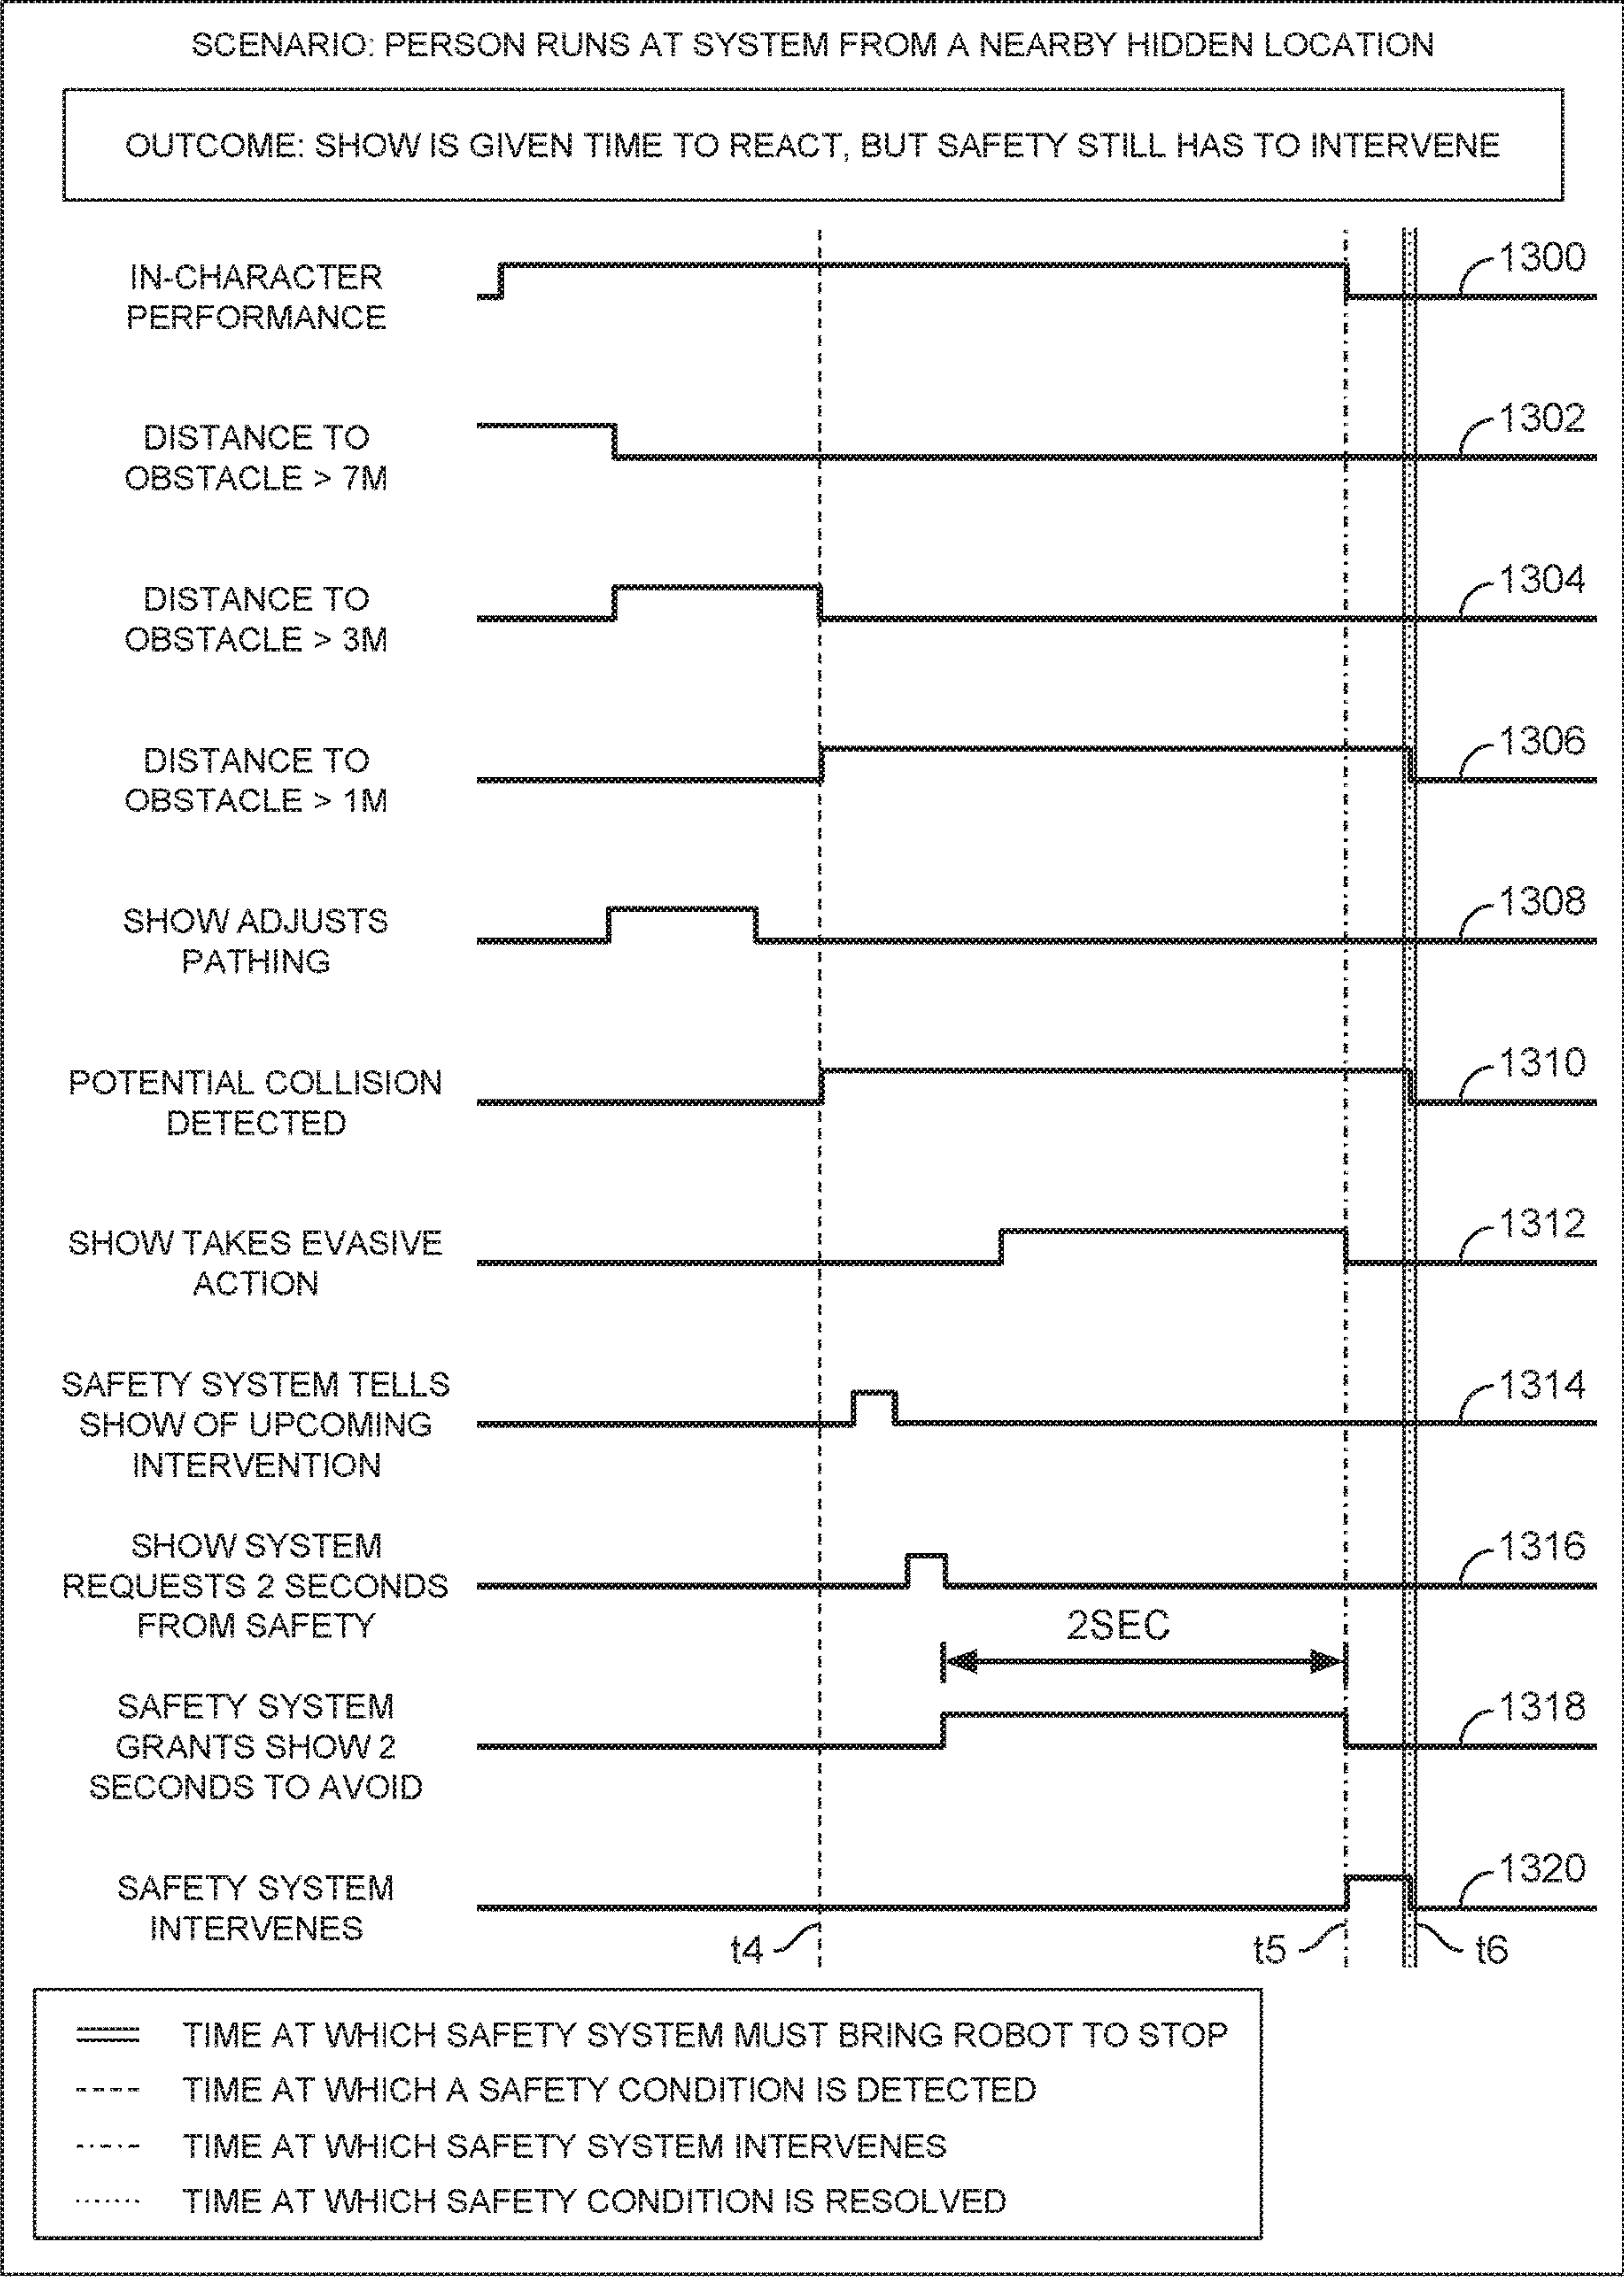 SCENARIO: PERSON RUNS AT SYSTEM FROM A NEARBY HIDDEN LOCATION
OUTCOME: SHOW IS GIVEN TIME TO REACT, BUT SAFETY STILL HAS TO INTERVENE
IN-CHARACTER
PERFORMANCE
1300
DISTANCE TO
OBSTACLE > 7M
1302
DISTANCE TO
OBSTACLE > 3M
1304
DISTANCE TO
OBSTACLE > 1M
1306
SHOW ADJUSTS
PATHING
1308
POTENTIAL COLLISION
DETECTED
1310
SHOW TAKES EVASIVE
ACTION
1312
SAFETY SYSTEM TELLS
SHOW OF UPCOMING
INTERVENTION
1314
SHOW SYSTEM
REQUESTS 2 SECONDS
FROM SAFETY
1316
2SEC
SAFETY SYSTEM
GRANTS SHOW 2
SECONDS TO AVOID
1318
SAFETY SYSTEM
INTERVENES
1320
t4
t5
t6
TIME AT WHICH SAFETY SYSTEM MUST BRING ROBOT TO STOP
TIME AT WHICH A SAFETY CONDITION IS DETECTED
TIME AT WHICH SAFETY SYSTEM INTERVENES
TIME AT WHICH SAFETY CONDITION IS RESOLVED